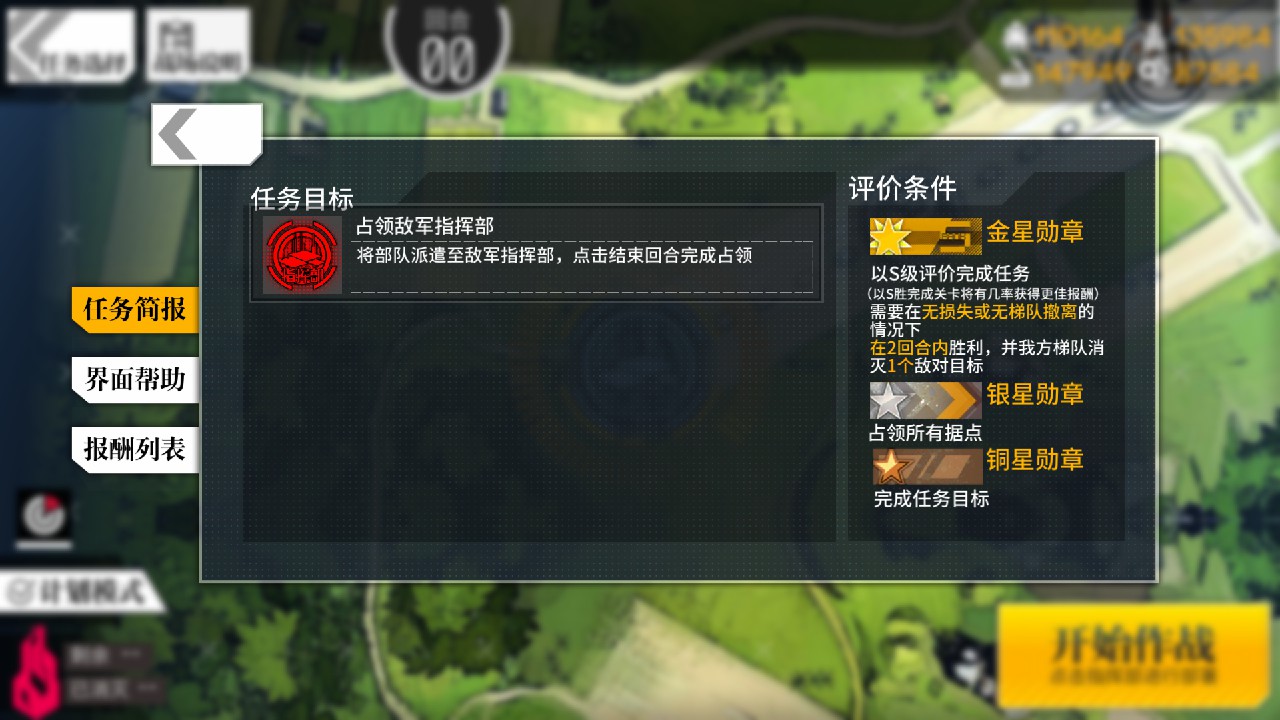 任务选择
战场说明
回合
00
任务目标
占领敌军指挥部
将部队派遣至敌军指挥部，点击结束回合完成占领
评价条件
金星勋章
以S级评价完成任务
（以S胜完成关卡将有几率获得更佳报酬）
需要在无损失或无梯队撤离的
情况下
在2回合内胜利，并我方梯队消
灭1个敌对目标
银星勋章
占领所有据点
铜星勋章
完成任务目标
任务简报
界面帮助
报酬列表
计划模式
开始作战